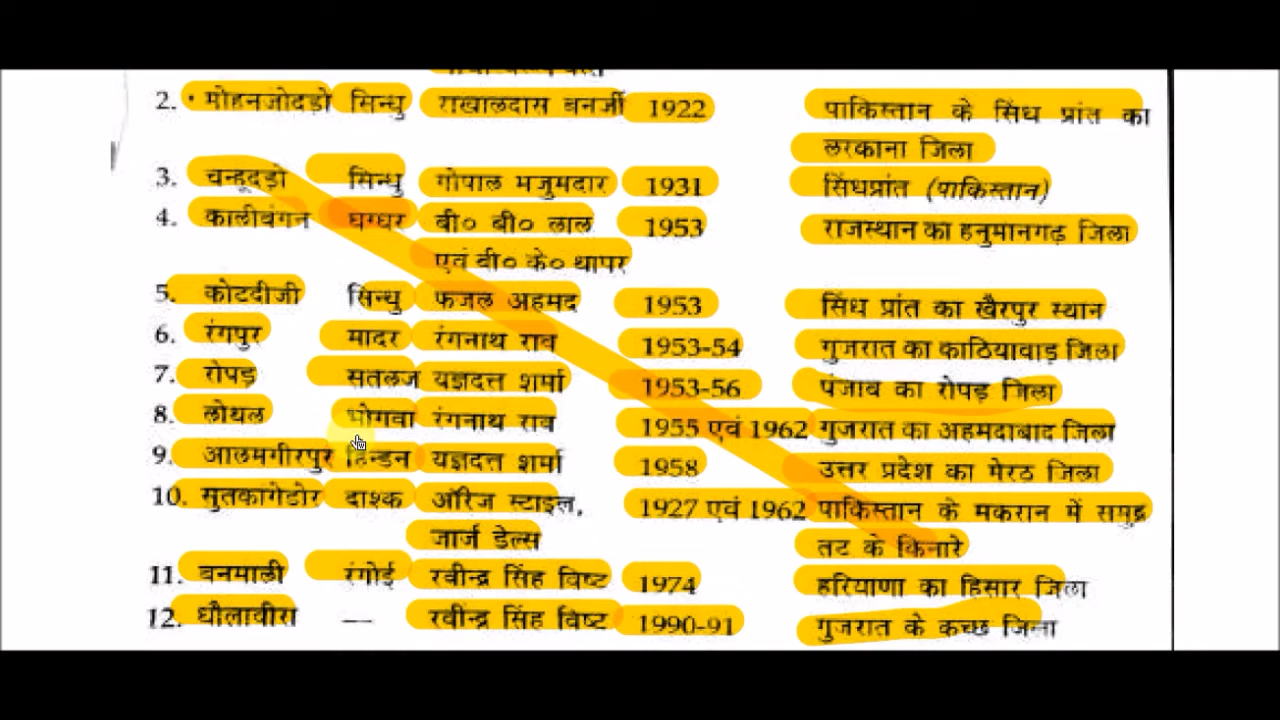 2. • मोहनजोदड़ो सिन्धु राखालदास बनर्जी 1922 पाकिस्तान के सिंध प्रांत का
लरकाना जिला
3. चन्हूदड़ो सिन्धु गोपाल मजुमदार 1931 सिंधप्रांत (पाकिस्तान)
4. कालीबंगन घग्घर बी० बी० लाल 1953 राजस्थान का हनुमानगढ़ जिला
एवं बी० के० थापर
5. कोटदीजी सिन्धु फजल अहमद 1953 सिंध प्रांत का खैरपुर स्थान
6. रंगपुर मादर रंगनाथ राव 1953-54 गुजरात का काठियावाड़ जिला
7. रोपड़ सतलज यज्ञदत्त शर्मा 1953-56 पंजाब का रोपड़ जिला
8. लोथल भोगवा रंगनाथ राव 1955 एवं 1962 गुजरात का अहमदाबाद जिला
9. आलमगीरपुर हिन्डन यज्ञदत्त शर्मा 1958 उत्तर प्रदेश का मेरठ जिला
10. सुतकागेडोर दाश्क ऑरेज स्टाइल, 1927 एवं 1962 पाकिस्तान के मकरान में समुद्र
जार्ज डेल्स तट के किनारे
11. बनमाली रंगोई रवीन्द्र सिंह विष्ट 1974 हरियाणा का हिसार जिला
12. धौलावीरा — रवीन्द्र सिंह विष्ट 1990-91 गुजरात के कच्छ जिला